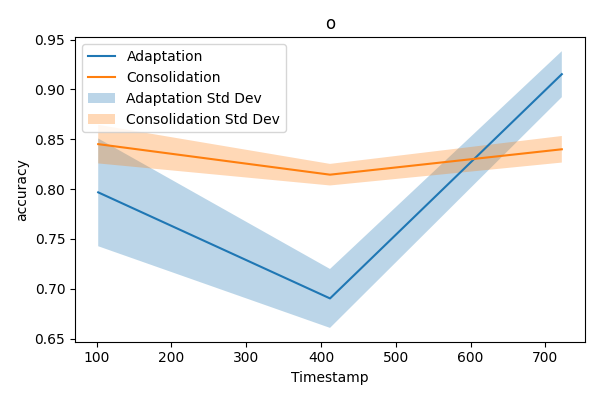 o
Adaptation
Consolidation
Adaptation Std Dev
Consolidation Std Dev
accuracy
0.95
0.90
0.85
0.80
0.75
0.70
0.65
100 200 300 400 500 600 700
Timestamp